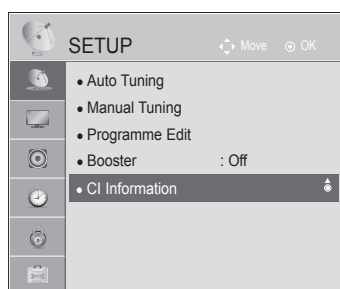 SETUP Move OK
• Auto Tuning
• Manual Tuning
• Programme Edit
• Booster : Off
• CI Information